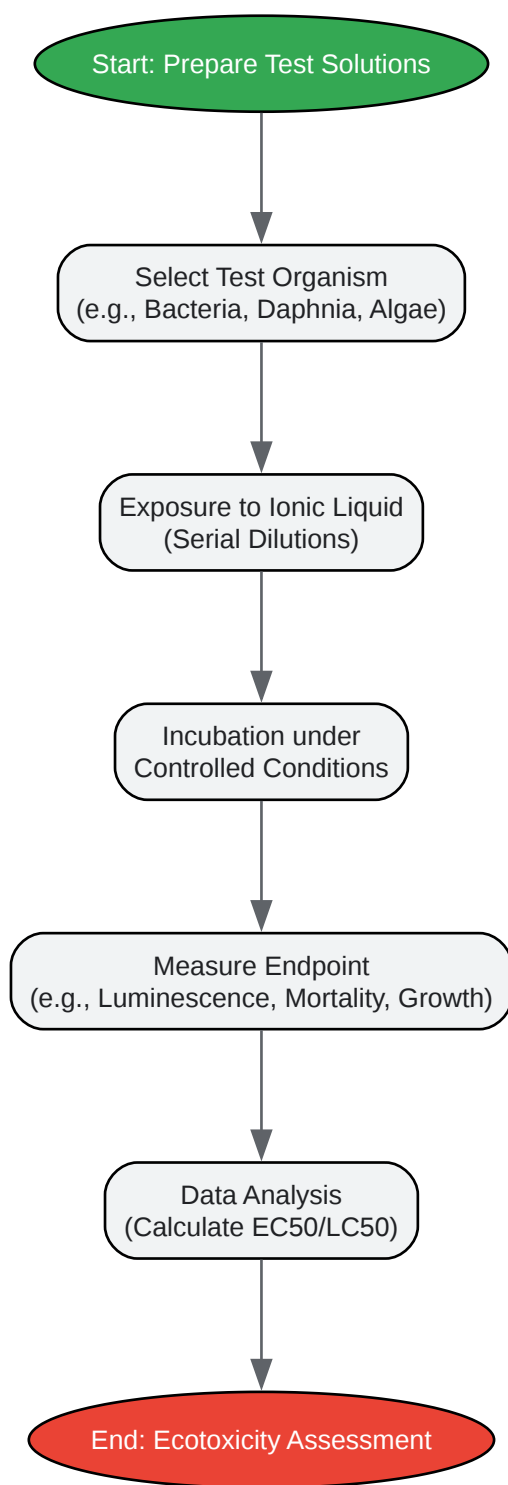 Start: Prepare Test Solutions
Select Test Organism
(e.g., Bacteria, Daphnia, Algae)
Exposure to Ionic Liquid
(Serial Dilutions)
Incubation under
Controlled Conditions
Measure Endpoint
(e.g., Luminescence, Mortality, Growth)
Data Analysis
(Calculate EC50/LC50)
End: Ecotoxicity Assessment